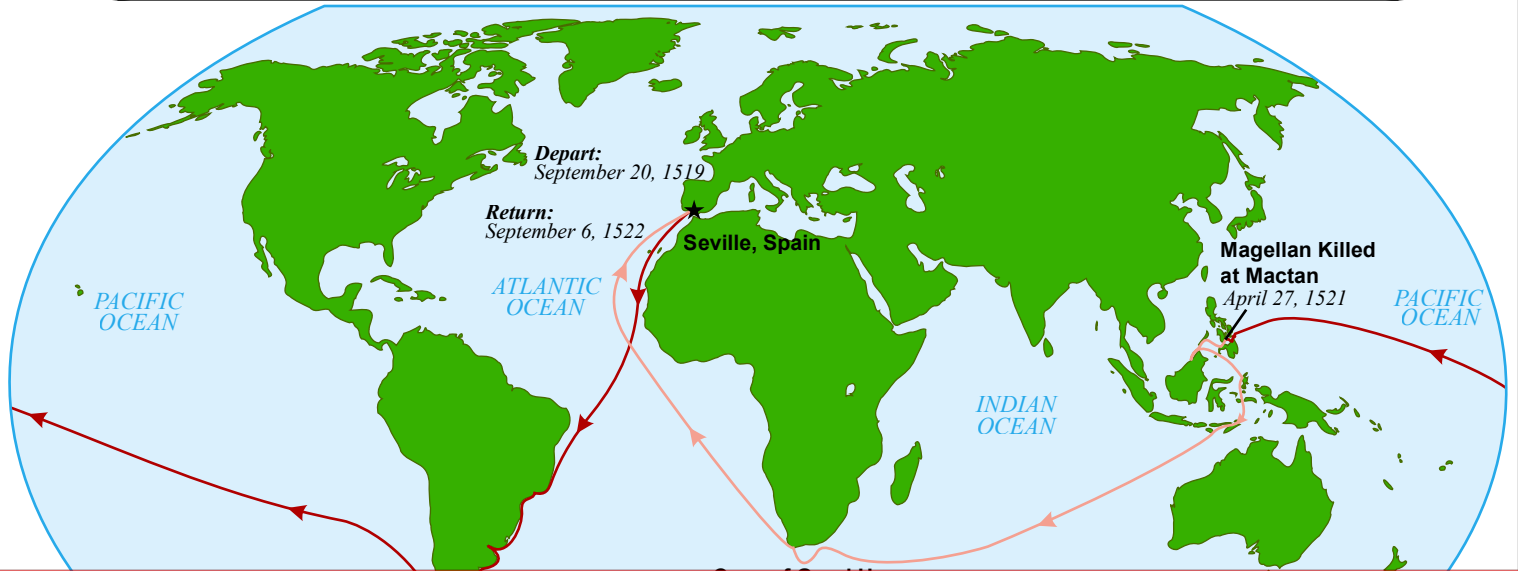 Depart:
September 20, 1519
Return:
September 6, 1522
Seville, Spain
Magellan Killed
at Mactan
April 27, 1521
PACIFIC
OCEAN
ATLANTIC
OCEAN
PACIFIC
OCEAN
INDIAN
OCEAN